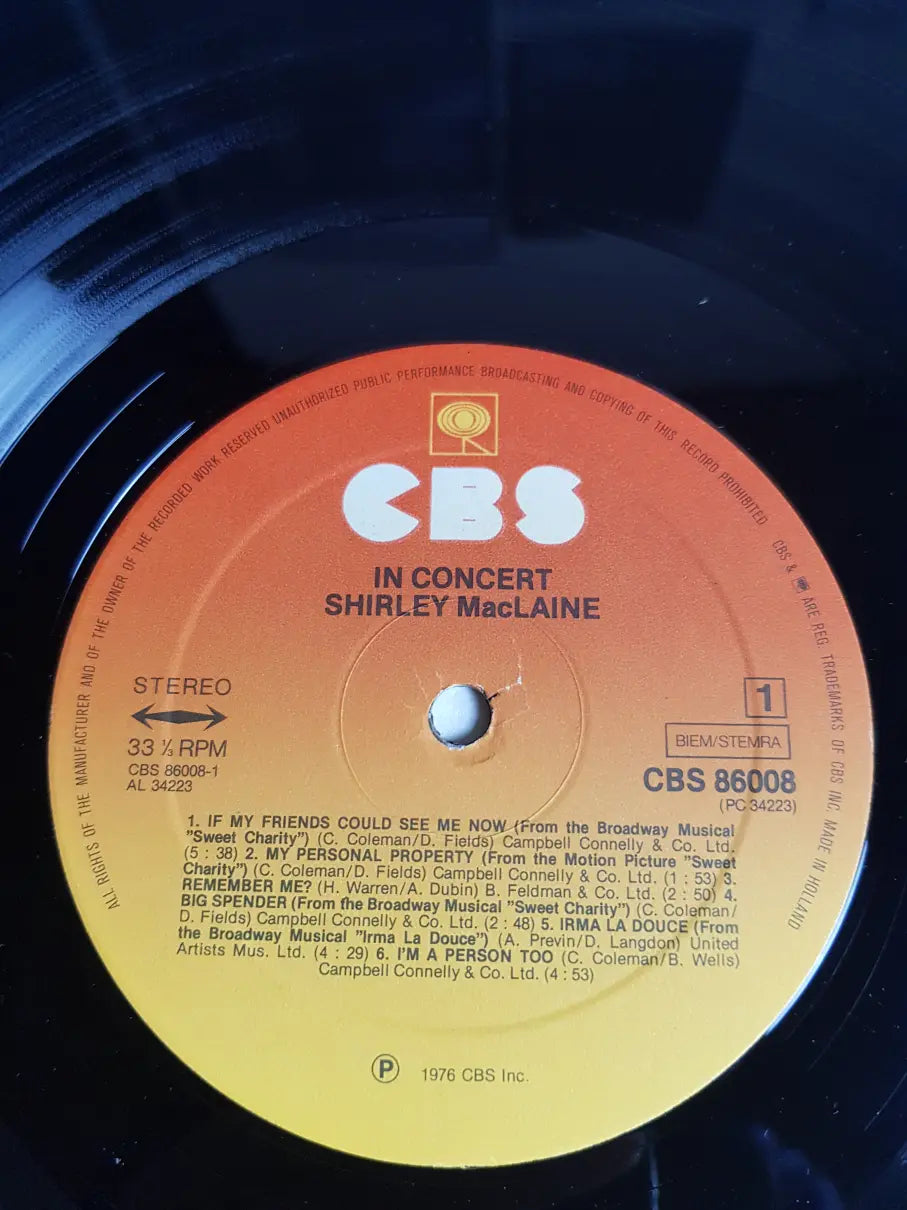 ALL RIGHTS OF THE MANUFACTURER AND OF THE OWNER OF THE RECORDED WORK RESERVED UNAUTHORIZED PUBLIC PERFORMANCE BROADCASTING AND COPYING OF THIS RECORD PROHIBITED CBS & ARE REG. TRADEMARKS OF CBS INC. MADE IN HOLLAND
CBS
IN CONCERT
SHIRLEY MacLAINE
STEREO
33 ⅓ RPM
CBS 86008-1
AL 34223
1
BIEM/STEMRA
CBS 86008
(PC 34223)
1. IF MY FRIENDS COULD SEE ME NOW (From the Broadway Musical
"Sweet Charity") (C. Coleman/D. Fields) Campbell Connelly & Co. Ltd.
(5 : 38) 2. MY PERSONAL PROPERTY (From the Motion Picture "Sweet
Charity") (C. Coleman/D. Fields) Campbell Connelly & Co. Ltd. (1 : 53) 3.
REMEMBER ME? (H. Warren/A. Dubin) B. Feldman & Co. Ltd. (2 : 50) 4.
BIG SPENDER (From the Broadway Musical "Sweet Charity") (C. Coleman/
D. Fields) Campbell Connelly & Co. Ltd. (2 : 48) 5. IRMA LA DOUCE (From
the Broadway Musical "Irma La Douce") (A. Previn/D. Langdon) United
Artists Mus. Ltd. (4 : 29) 6. I'M A PERSON TOO (C. Coleman/B. Wells)
Campbell Connelly & Co. Ltd. (4 : 53)
Ⓟ 1976 CBS Inc.